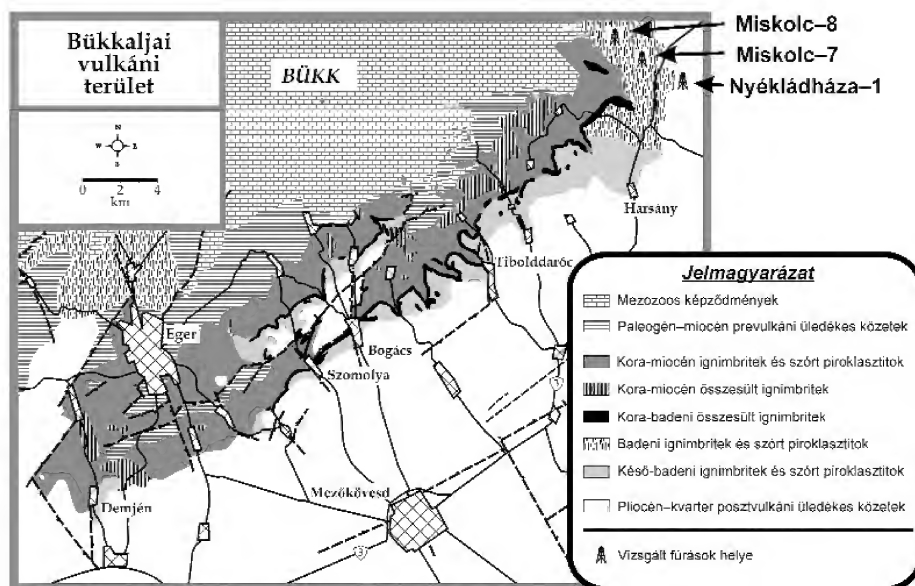 Bükkaljai
vulkáni
terület
N
W E
S
0 2 4
km
BÜKK
Miskolc–8
Miskolc–7
Nyékládháza–1
Harsány
Tibolddaróc
Eger
Bogács
Szomolya
Mezőkövesd
Demjén
3
3
Jelmagyarázat
Mezozoos képződmények
Paleogén–miocén prevulkáni üledékes kőzetek
Kora-miocén ignimbritek és szórt piroklasztitok
Kora-miocén összesült ignimbritek
Kora-badeni összesült ignimbritek
Badeni ignimbritek és szórt piroklasztitok
Késő-badeni ignimbritek és szórt piroklasztitok
Pliocén–kvarter posztvulkáni üledékes kőzetek
Vizsgált fúrások helye